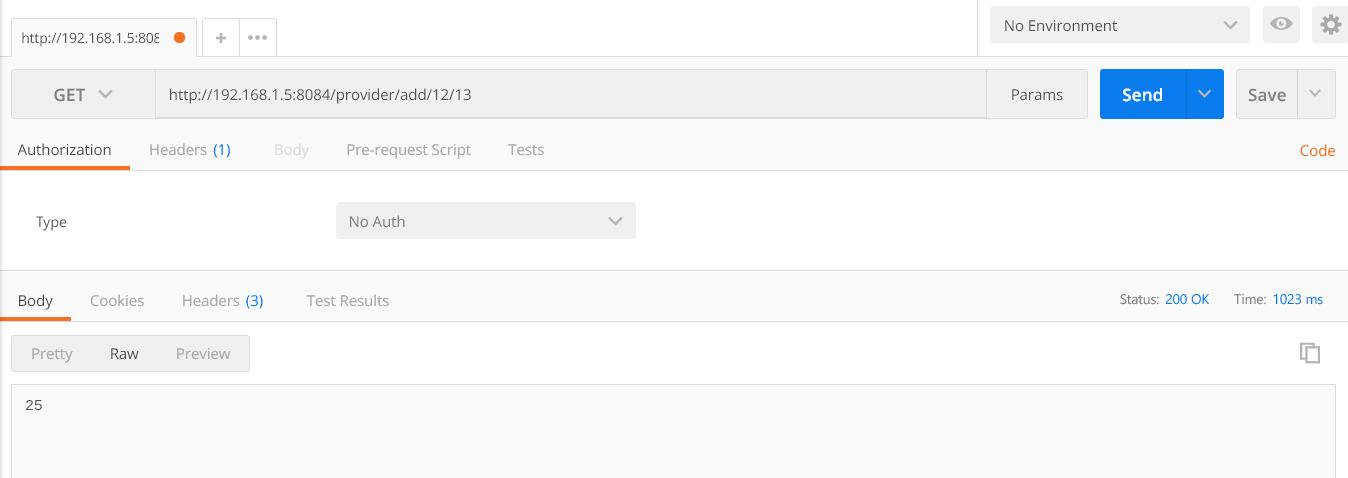 http://192.168.1.5:808 + •••
No Environment
GET http://192.168.1.5:8084/provider/add/12/13 Params Send Save
Authorization Headers (1) Body Pre-request Script Tests Code
Type No Auth
Body Cookies Headers (3) Test Results Status: 200 OK Time: 1023 ms
Pretty Raw Preview
25